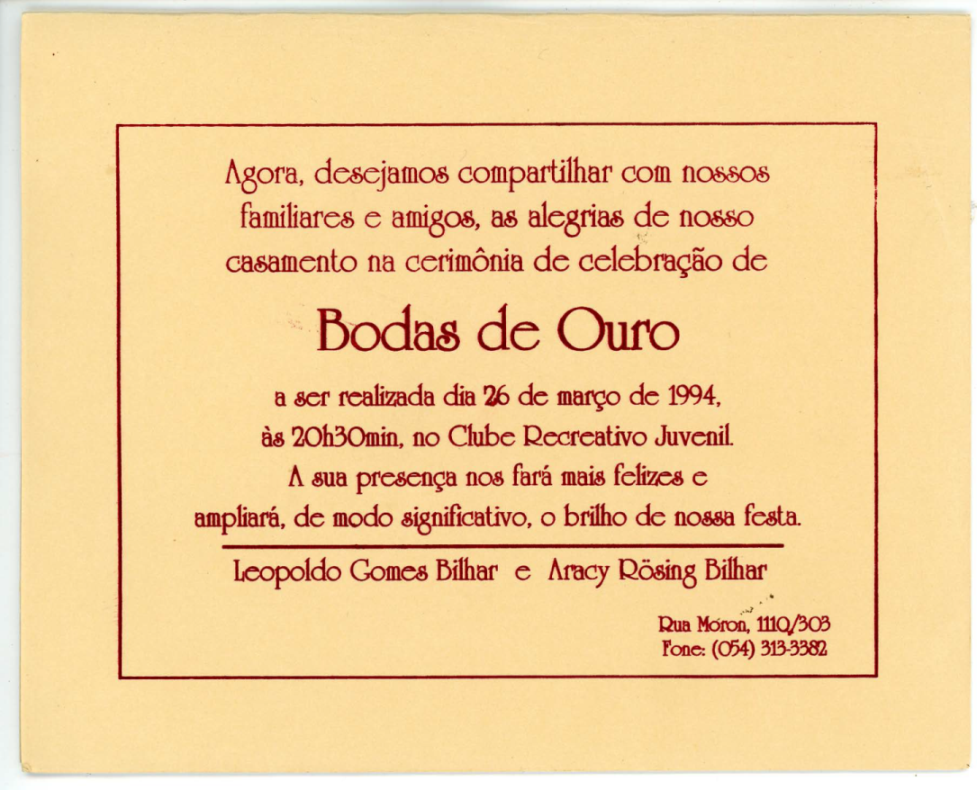 Agora, desejamos compartilhar com nossos
familiares e amigos, as alegrias de nosso
casamento na cerimônia de celebração de
Bodas de Ouro
a ser realizada dia 26 de março de 1994,
às 20h30min, no Clube Recreativo Juvenil.
A sua presença nos fará mais felizes e
ampliará, de modo significativo, o brilho de nossa festa.
Leopoldo Gomes Bilhar e Aracy Rösing Bilhar
Rua Moron, 1110/303
Fone: (054) 313-3382